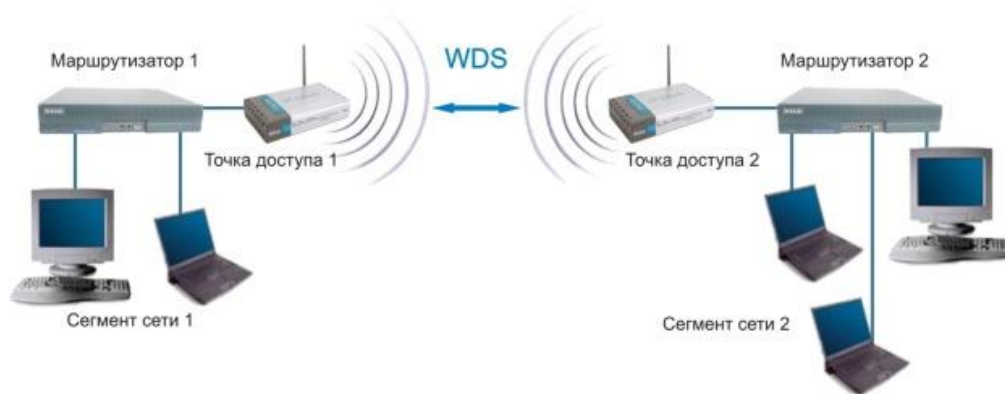 Маршрутизатор 1
WDS
Маршрутизатор 2
Точка доступа 1
Точка доступа 2
Сегмент сети 1
Сегмент сети 2